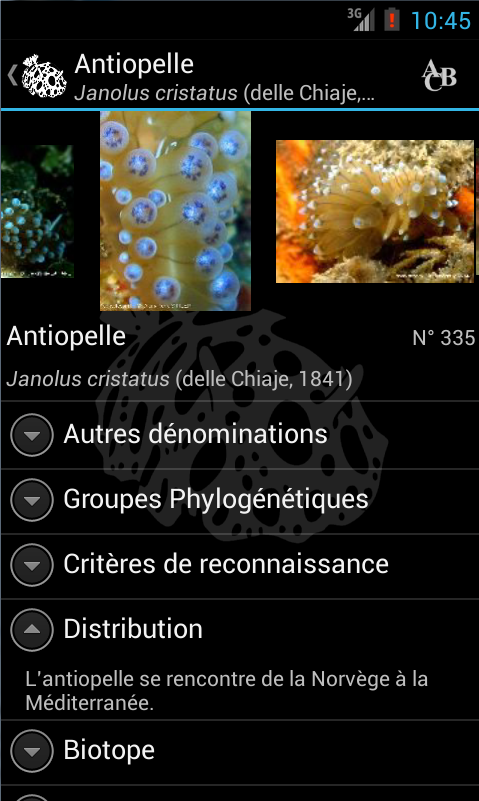 3G
10:45
Antiopelle
Janolus cristatus (delle Chiaje,...
ACB
Antiopelle
N° 335
Janolus cristatus (delle Chiaje, 1841)
Autres dénominations
Groupes Phylogénétiques
Critères de reconnaissance
Distribution
L'antiopelle se rencontre de la Norvège à la
Méditerranée.
Biotope